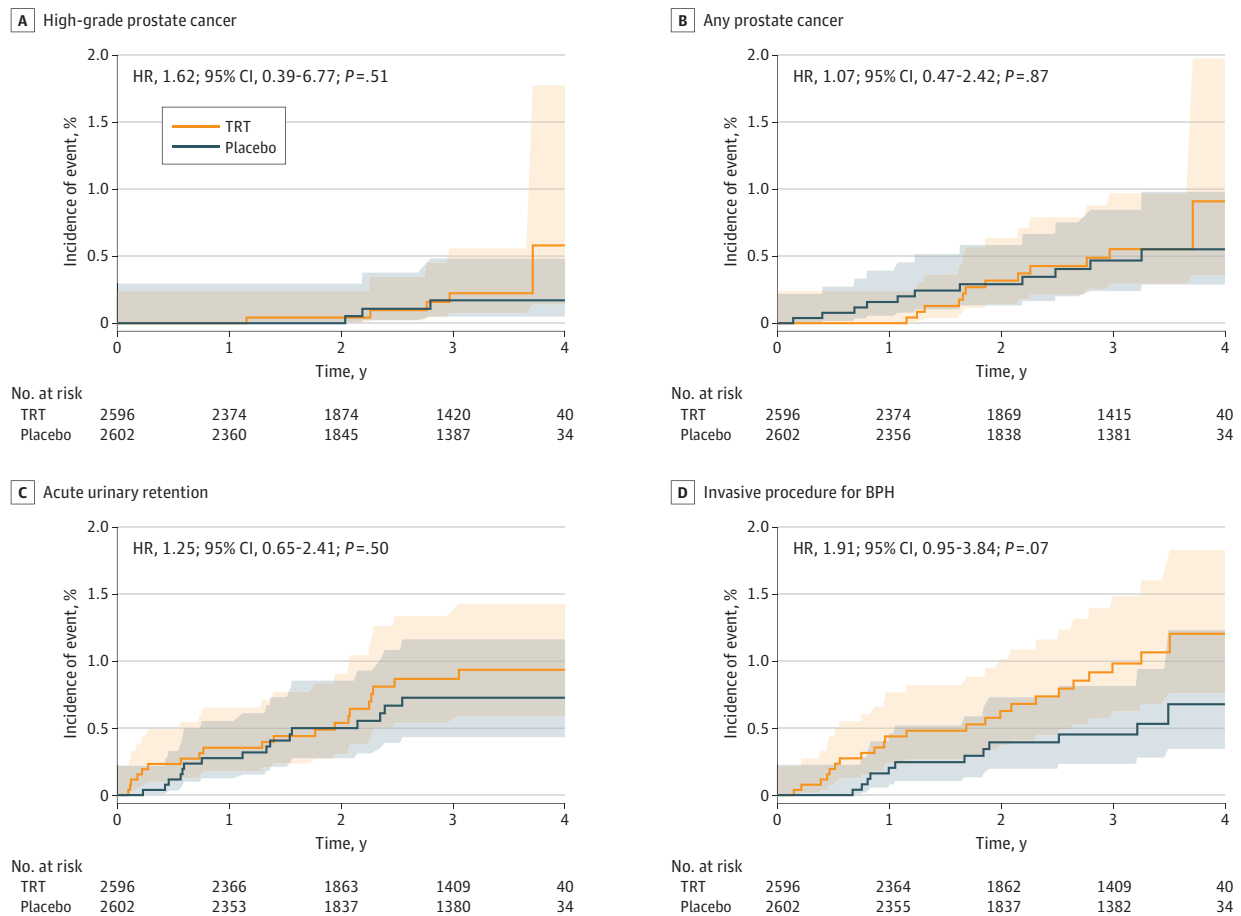 A High-grade prostate cancer
HR, 1.62; 95% CI, 0.39-6.77; P=.51
TRT
Placebo
Incidence of event, %
2.0
1.5
1.0
0.5
0
0 1 2 3 4
Time, y
No. at risk
TRT 2596 2374 1874 1420 40
Placebo 2602 2360 1845 1387 34
B Any prostate cancer
HR, 1.07; 95% CI, 0.47-2.42; P=.87
Incidence of event, %
2.0
1.5
1.0
0.5
0
0 1 2 3 4
Time, y
No. at risk
TRT 2596 2374 1869 1415 40
Placebo 2602 2356 1838 1381 34
C Acute urinary retention
HR, 1.25; 95% CI, 0.65-2.41; P=.50
Incidence of event, %
2.0
1.5
1.0
0.5
0
0 1 2 3 4
Time, y
No. at risk
TRT 2596 2366 1863 1409 40
Placebo 2602 2353 1837 1380 34
D Invasive procedure for BPH
HR, 1.91; 95% CI, 0.95-3.84; P=.07
Incidence of event, %
2.0
1.5
1.0
0.5
0
0 1 2 3 4
Time, y
No. at risk
TRT 2596 2364 1862 1409 40
Placebo 2602 2355 1837 1382 34